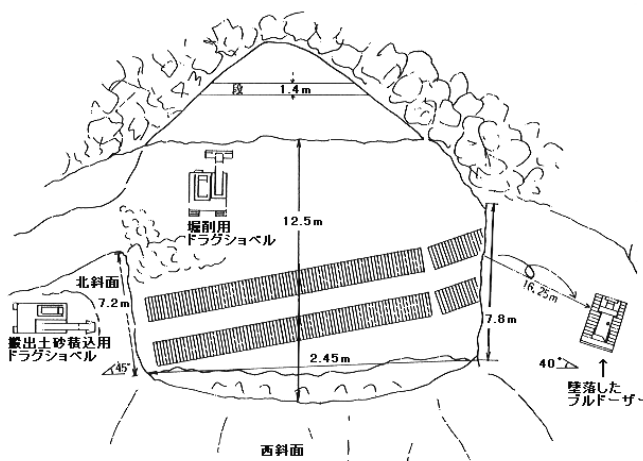 段 1.4m
12.5m
堀削用
ドラグショベル
北斜面
7.2m
搬出土砂積込用
ドラグショベル
45°
2.45m
7.8m
16.25m
40°
墜落した
ブルドーザー
西斜面